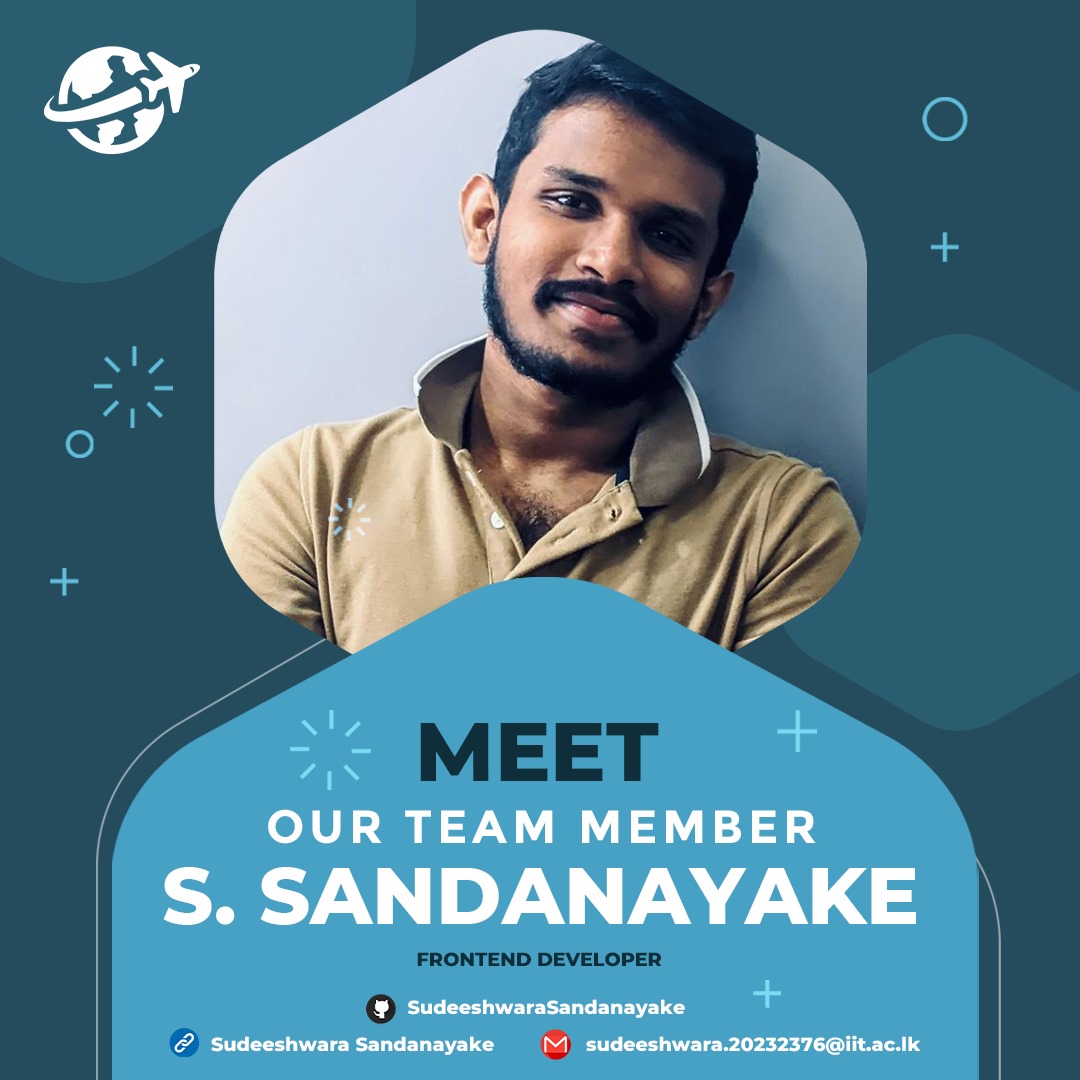 MEET
OUR TEAM MEMBER
S. SANDANAYAKE
FRONTEND DEVELOPER
SudeeshwaraSandanayake
Sudeeshwara Sandanayake
sudeeshwara.20232376@iit.ac.lk